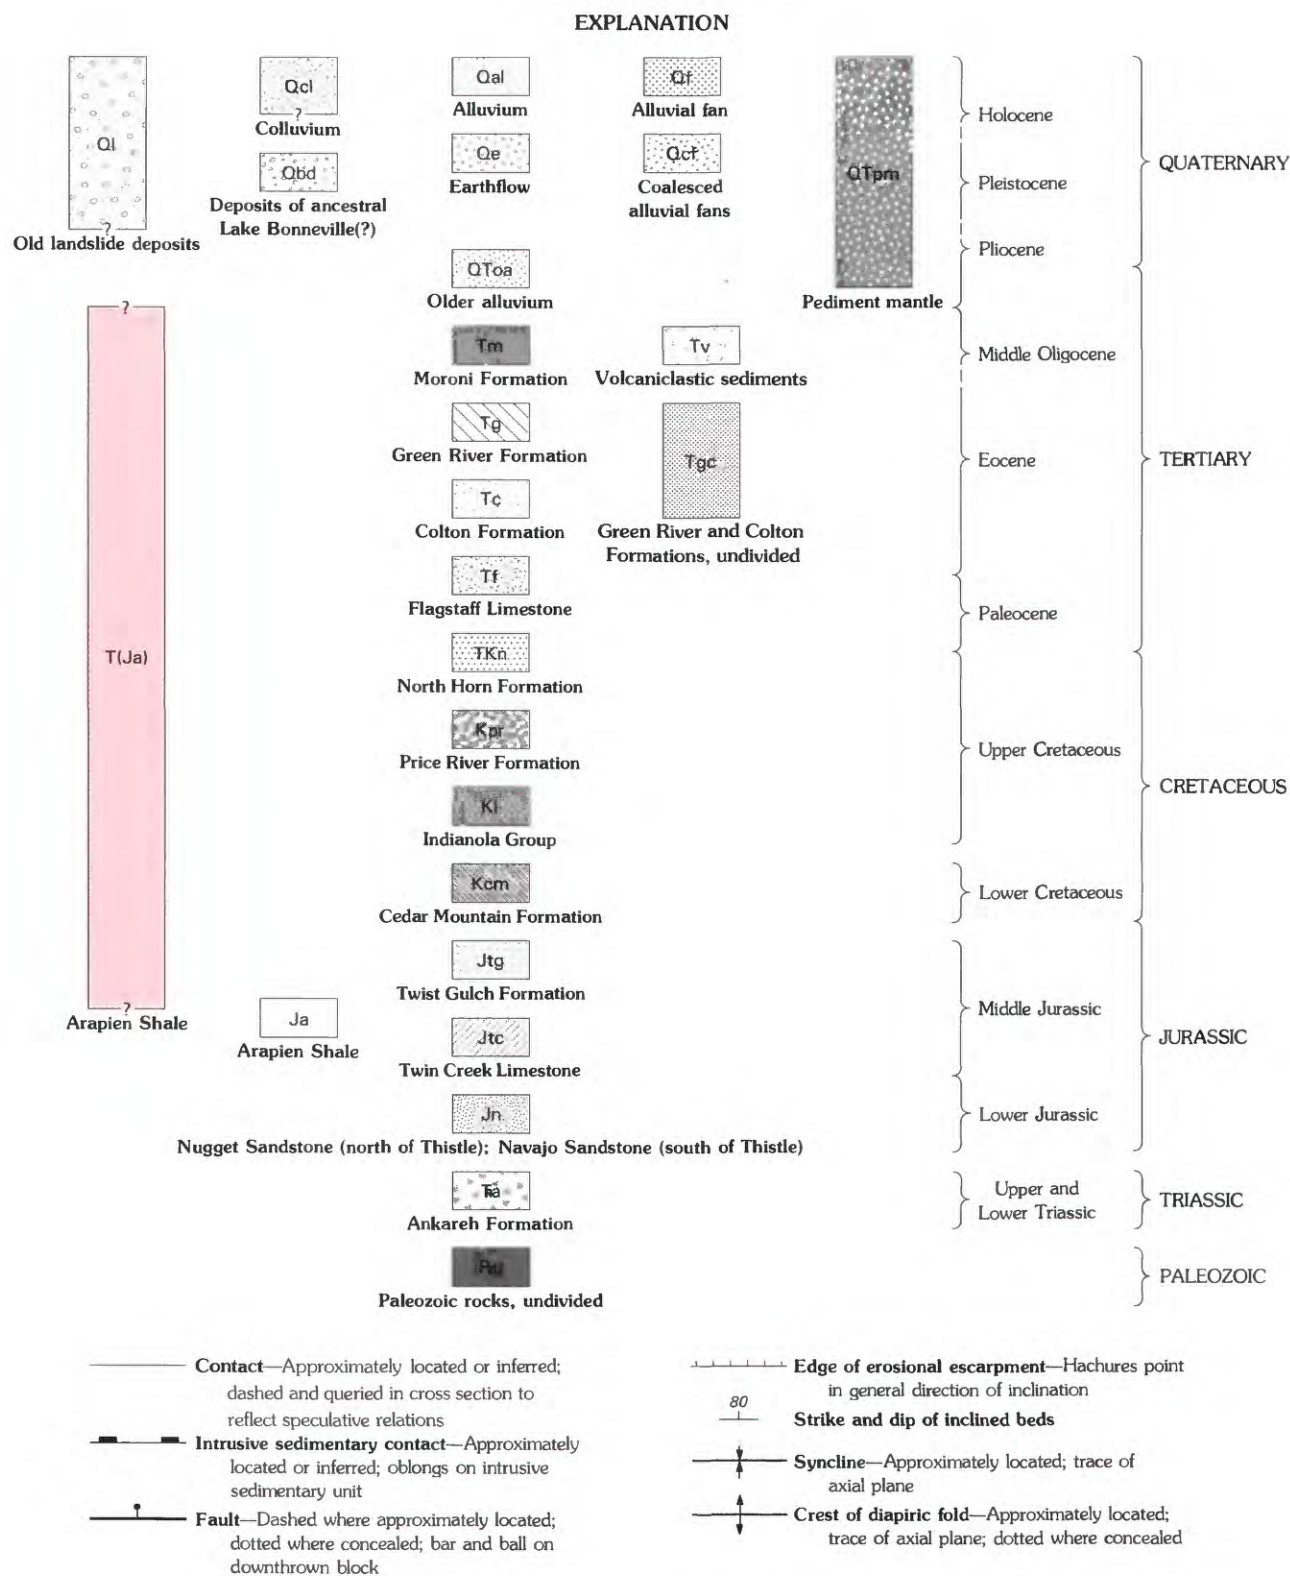 EXPLANATION
Ql
?
Old landslide deposits
Qcl
?
Colluvium
Qbd
Deposits of ancestral
Lake Bonneville(?)
Qal
Alluvium
Qf
Alluvial fan
Qe
Earthflow
Qcf
Coalesced
alluvial fans
QToa
Older alluvium
QTpm
Pediment mantle
?
T(Ja)
?
Arapien Shale
Ja
Arapien Shale
Tm
Moroni Formation
Tv
Volcaniclastic sediments
Tg
Green River Formation
Tgc
Green River and Colton
Formations, undivided
Tc
Colton Formation
Tf
Flagstaff Limestone
TKn
North Horn Formation
Kpr
Price River Formation
Ki
Indianola Group
Kcm
Cedar Mountain Formation
Jtg
Twist Gulch Formation
Jtc
Twin Creek Limestone
Jn
Nugget Sandstone (north of Thistle); Navajo Sandstone (south of Thistle)
Ankareh Formation
Paleozoic rocks, undivided
Holocene
Pleistocene
Pliocene
Middle Oligocene
Eocene
Paleocene
Upper Cretaceous
Lower Cretaceous
Middle Jurassic
Lower Jurassic
Upper and
Lower Triassic
QUATERNARY
TERTIARY
CRETACEOUS
JURASSIC
TRIASSIC
PALEOZOIC
Contact—Approximately located or inferred;
dashed and queried in cross section to
reflect speculative relations
Intrusive sedimentary contact—Approximately
located or inferred; oblongs on intrusive
sedimentary unit
Fault—Dashed where approximately located;
dotted where concealed; bar and ball on
downthrown block
Edge of erosional escarpment—Hachures point
in general direction of inclination
80
Strike and dip of inclined beds
Syncline—Approximately located; trace of
axial plane
Crest of diapiric fold—Approximately located;
trace of axial plane; dotted where concealed